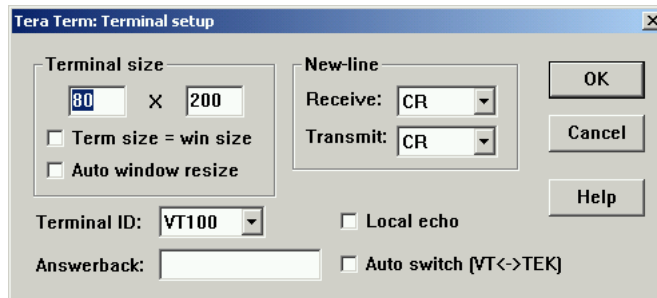 Tera Term: Terminal setup
Terminal size
80 X 200
Term size = win size
Auto window resize
New-line
Receive: CR
Transmit: CR
OK
Cancel
Help
Terminal ID: VT100
Local echo
Answerback:
Auto switch (VT<->TEK)